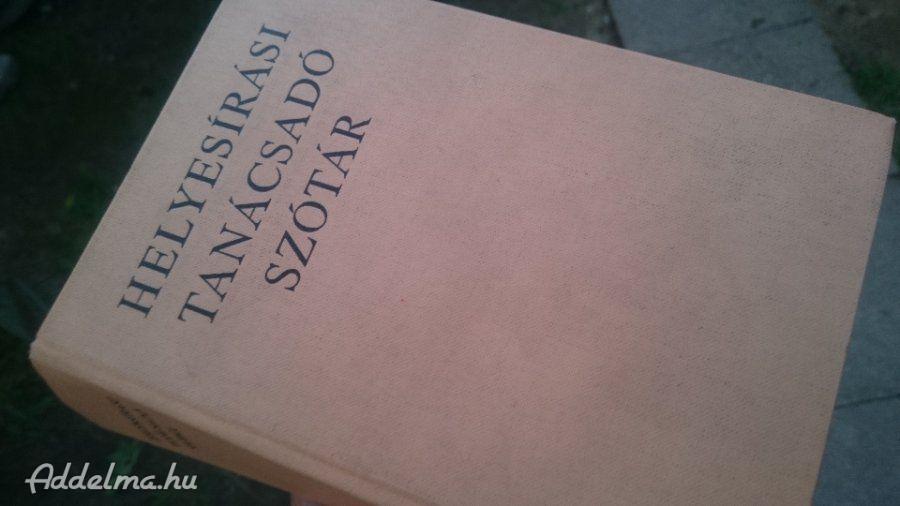 HELYESÍRÁSI
TANÁCSADÓ
SZÓTÁR
Addelma.hu